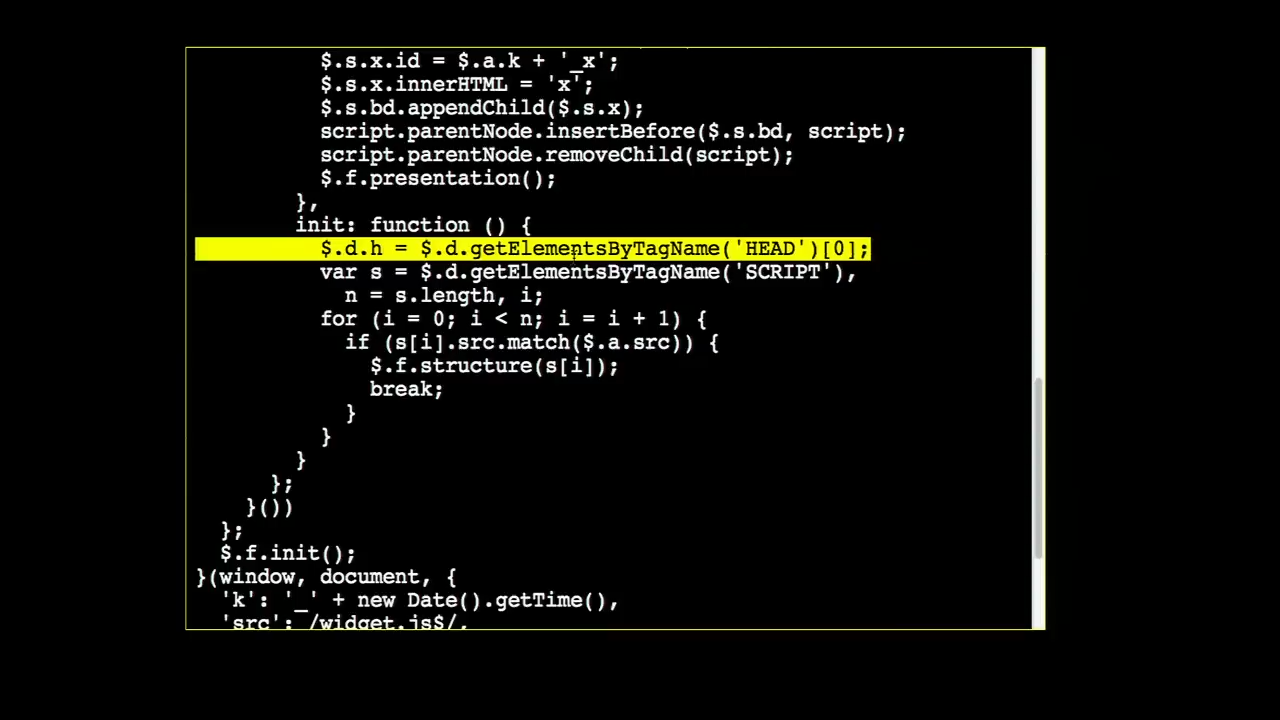 $.s.x.id = $.a.k + '_x';
$.s.x.innerHTML = 'x';
$.s.bd.appendChild($.s.x);
script.parentNode.insertBefore($.s.bd, script);
script.parentNode.removeChild(script);
$.f.presentation();
},
init: function () {
$.d.h = $.d.getElementsByTagName('HEAD')[0];
var s = $.d.getElementsByTagName('SCRIPT'),
n = s.length, i;
for (i = 0; i < n; i = i + 1) {
if (s[i].src.match($.a.src)) {
$.f.structure(s[i]);
break;
}
}
}
};
}())
};
$.f.init();
}(window, document, {
'k': '_' + new Date().getTime(),
'src': /widget.js$/,